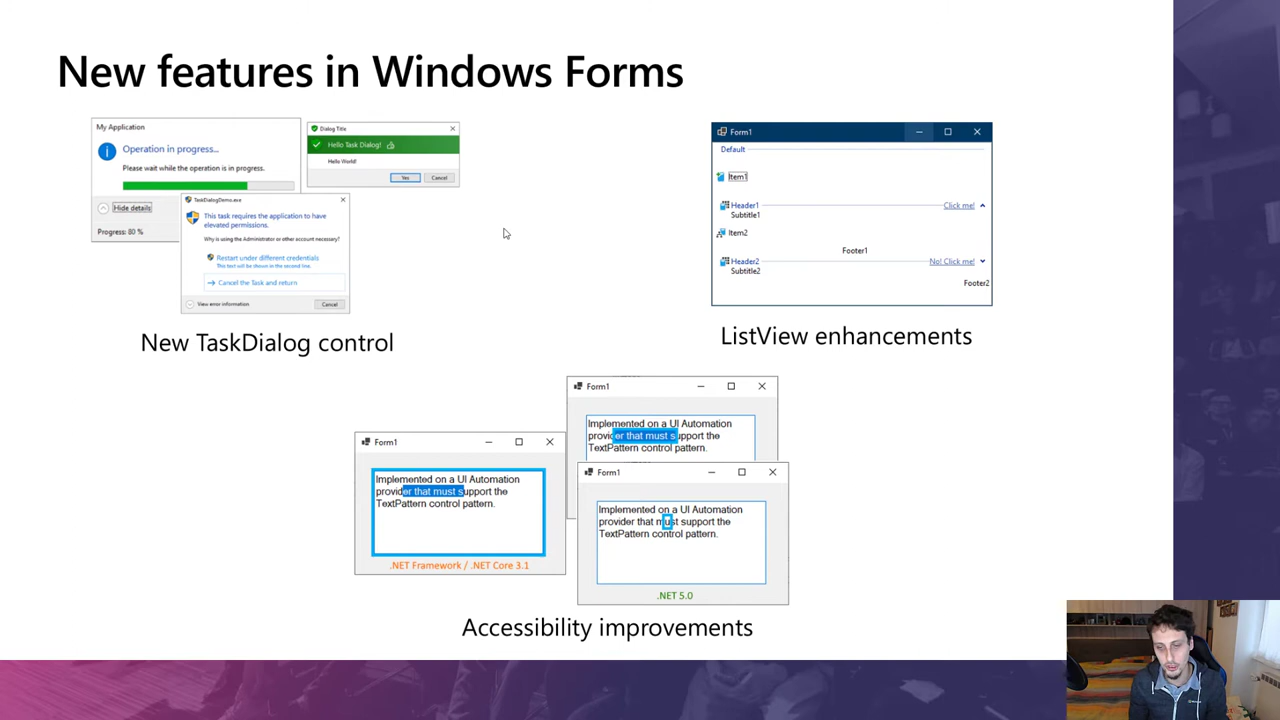 New features in Windows Forms
My Application
Operation in progress...
Please wait while the operation is in progress.
Hide details
Progress: 80 %
Dialog Title
Hello Task Dialog!
Hello World!
Yes Cancel
TaskDialogDemo.exe
This task requires the application to have
elevated permissions.
Why is using the Administrator or other account necessary?
Restart under different credentials
This text will be shown in the second line.
Cancel the Task and return
View error information Cancel
New TaskDialog control
Form1
Default
Item1
Header1 Click me!
Subtitle1
Item2
Footer1
Header2 No! Click me!
Subtitle2
Footer2
ListView enhancements
Form1
Implemented on a UI Automation
provider that must support the
TextPattern control pattern.
.NET Framework / .NET Core 3.1
Form1
Implemented on a UI Automation
provider that must support the
TextPattern control pattern.
Form1
Implemented on a UI Automation
provider that must support the
TextPattern control pattern.
.NET 5.0
Accessibility improvements